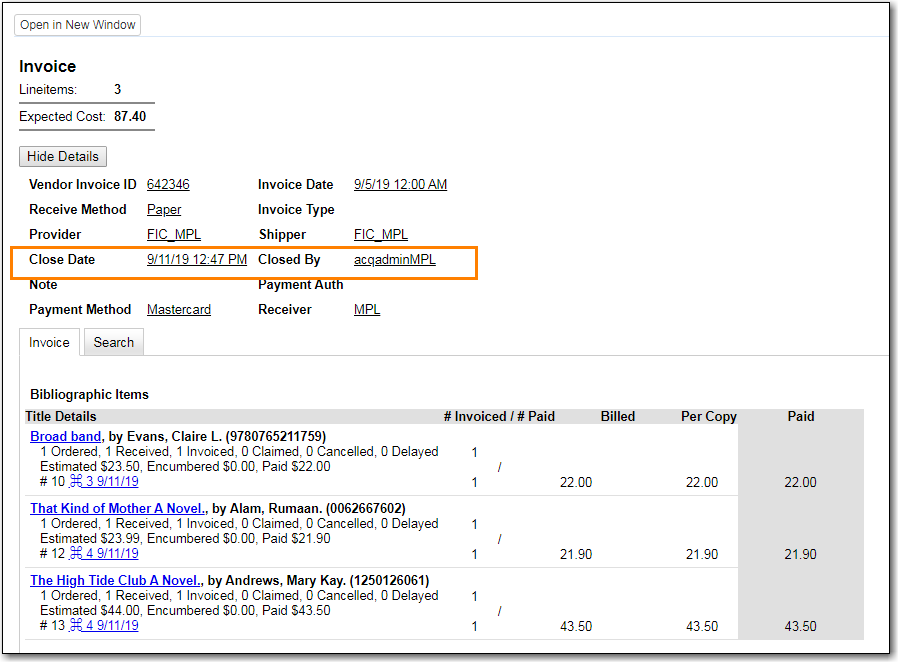 Open in New Window
Invoice
Lineitems: 3
Expected Cost: 87.40
Hide Details
Vendor Invoice ID 642346 Invoice Date 9/5/19 12:00 AM
Receive Method Paper Invoice Type
Provider FIC_MPL Shipper FIC_MPL
Close Date 9/11/19 12:47 PM Closed By acqadminMPL
Note Payment Auth
Payment Method Mastercard Receiver MPL
Invoice Search
Bibliographic Items
Title Details # Invoiced / # Paid Billed Per Copy Paid
Broad band, by Evans, Claire L. (9780765211759)
1 Ordered, 1 Received, 1 Invoiced, 0 Claimed, 0 Cancelled, 0 Delayed 1
Estimated $23.50, Encumbered $0.00, Paid $22.00 /
# 10 ⌘ 3 9/11/19 1 22.00 22.00 22.00
That Kind of Mother A Novel., by Alam, Rumaan. (0062667602)
1 Ordered, 1 Received, 1 Invoiced, 0 Claimed, 0 Cancelled, 0 Delayed 1
Estimated $23.99, Encumbered $0.00, Paid $21.90 /
# 12 ⌘ 4 9/11/19 1 21.90 21.90 21.90
The High Tide Club A Novel., by Andrews, Mary Kay. (1250126061)
1 Ordered, 1 Received, 1 Invoiced, 0 Claimed, 0 Cancelled, 0 Delayed 1
Estimated $44.00, Encumbered $0.00, Paid $43.50 /
# 13 ⌘ 4 9/11/19 1 43.50 43.50 43.50